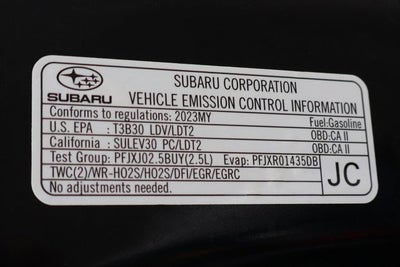 SUBARU CORPORATION
SUBARU VEHICLE EMISSION CONTROL INFORMATION
Conforms to regulations: 2023MY Fuel:Gasoline
U.S. EPA : T3B30 LDV/LDT2 OBD:CA II
California : SULEV30 PC/LDT2 OBD:CA II
Test Group: PFJXJ02.5BUY(2.5L) Evap: PFJXR01435DB
TWC(2)/WR-HO2S/HO2S/DFI/EGR/EGRC JC
No adjustments needed.